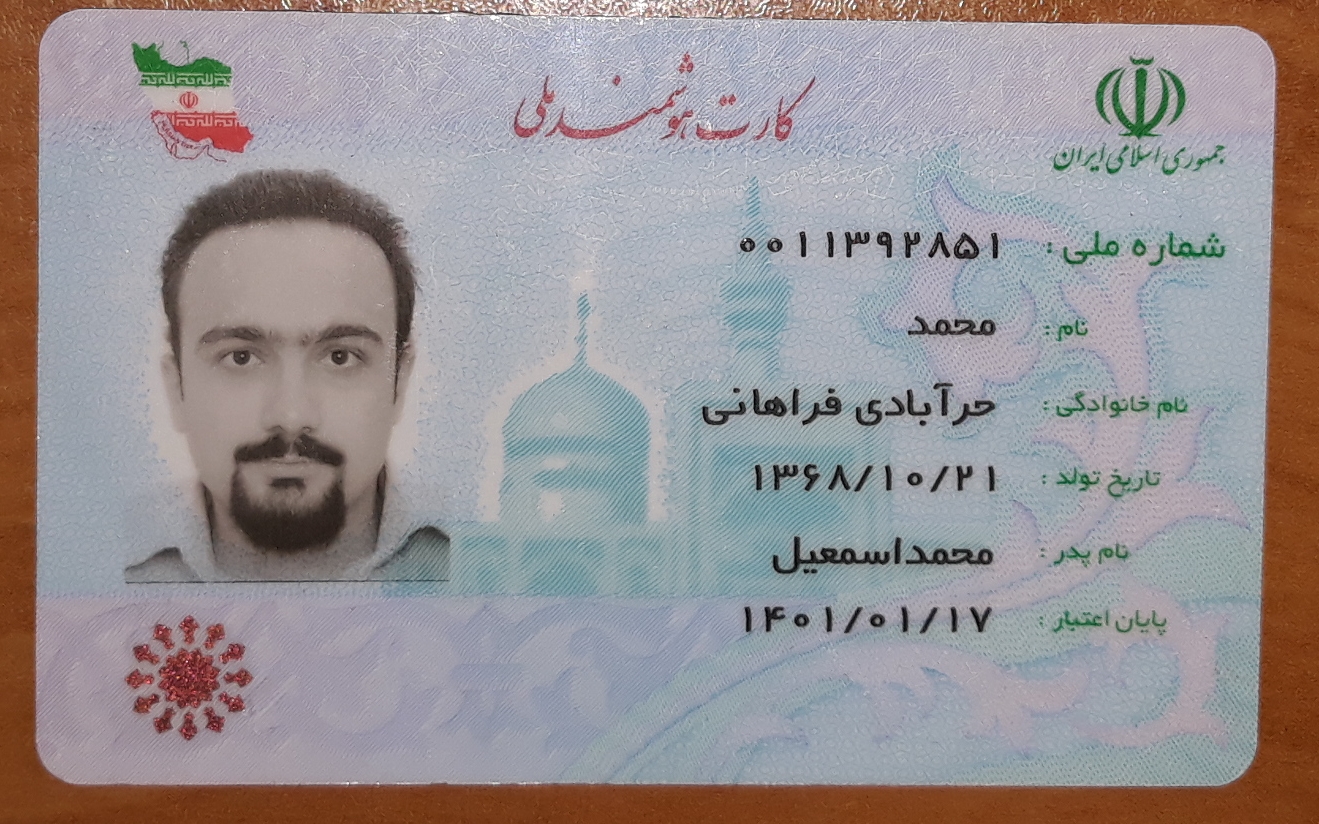 کارت هوشمند ملی
جمهوری اسلامی ایران
شماره ملی : ۰۰۱۱۳۹۲۸۵۱
نام : محمد
نام خانوادگی : حرآبادی فراهانی
تاریخ تولد : ۱۳۶۸/۱۰/۲۱
نام پدر : محمداسمعیل
پایان اعتبار : ۱۴۰۱/۰۱/۱۷